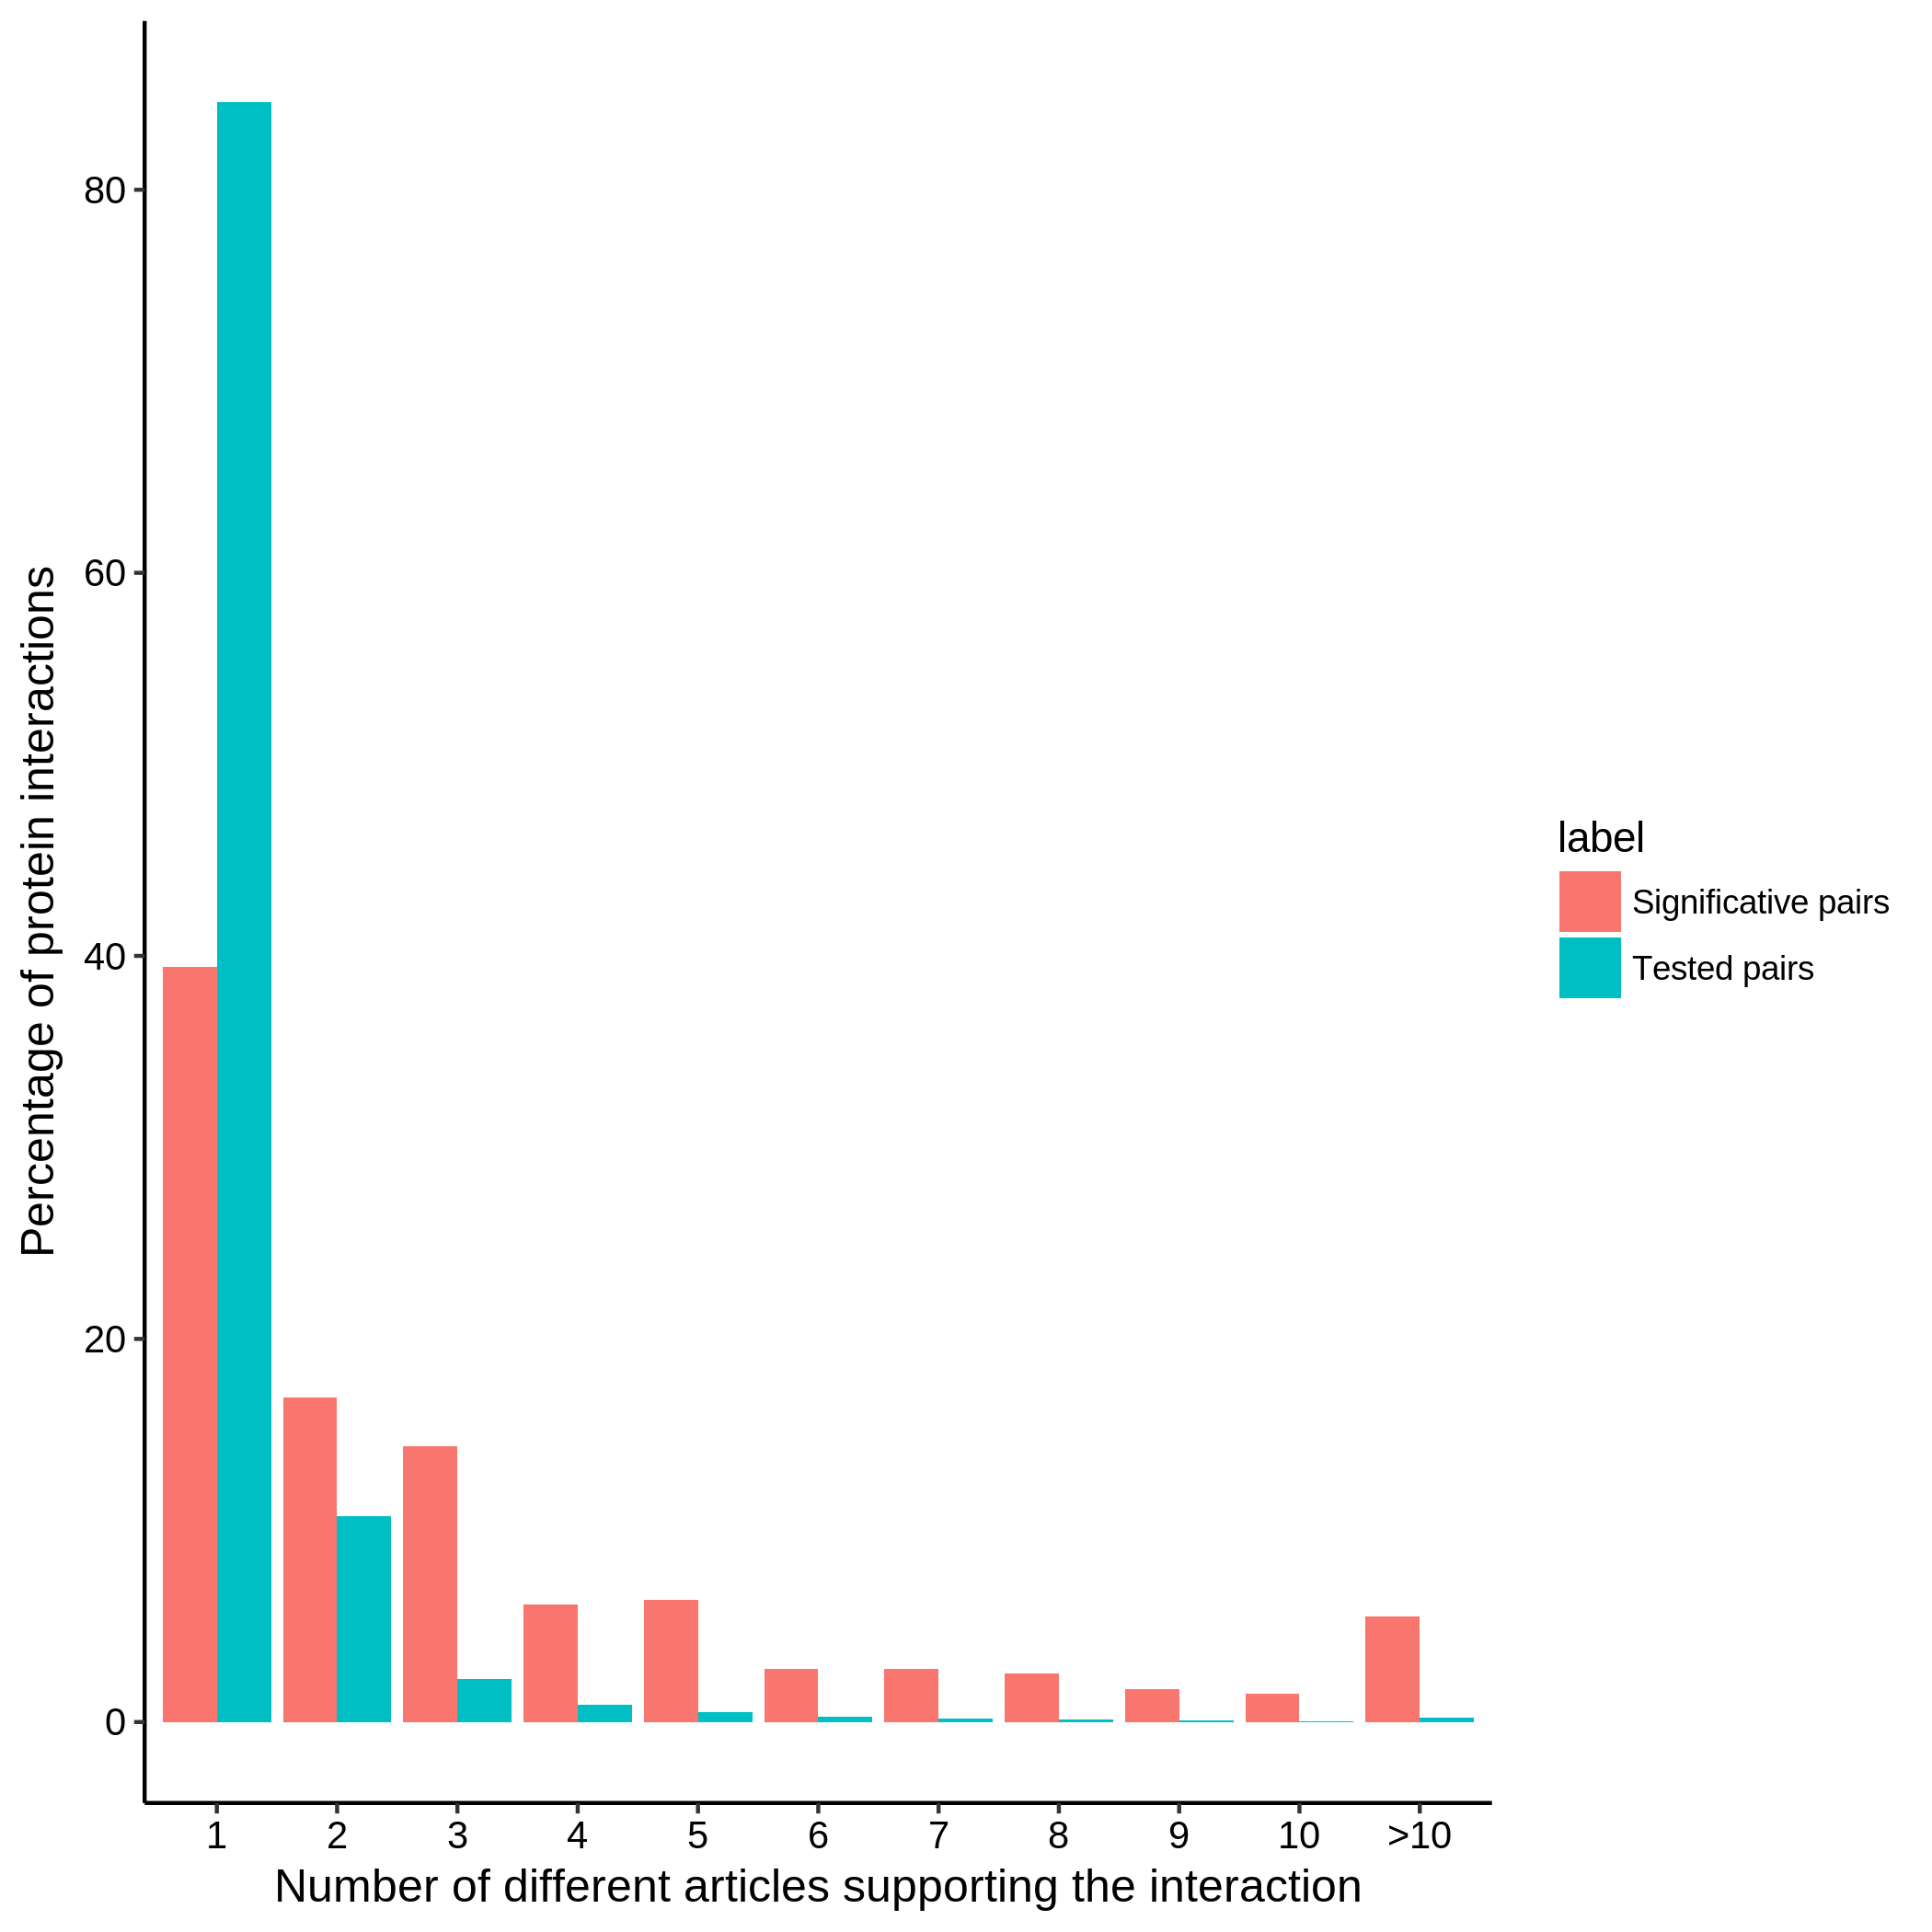 Percentage of protein interactions
80
60
40
20
0
1 2 3 4 5 6 7 8 9 10 >10
Number of different articles supporting the interaction
label
Significative pairs
Tested pairs